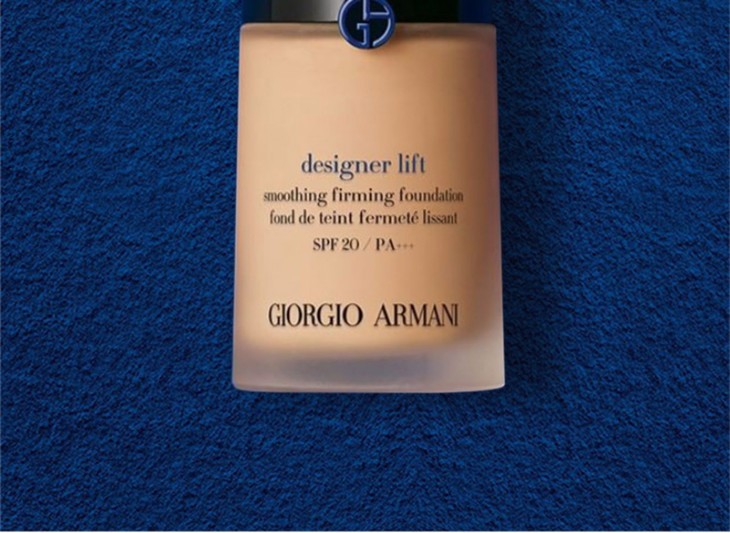 designer lift
smoothing firming foundation
fond de teint fermeté lissant
SPF 20 / PA+++
GIORGIO ARMANI